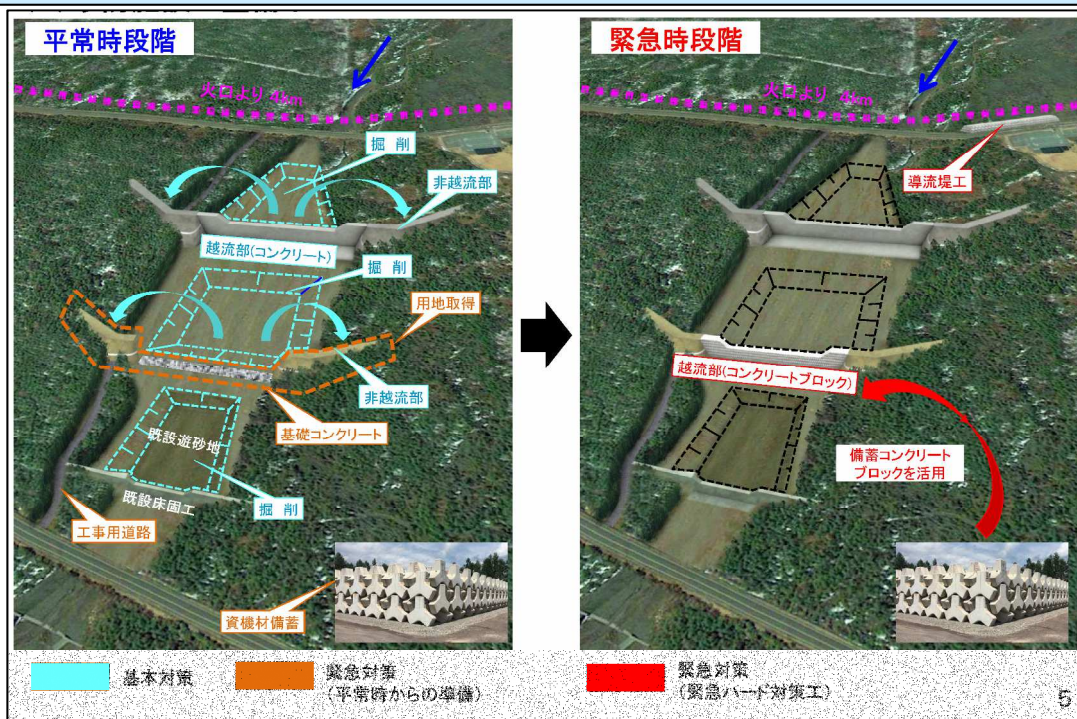 平常時段階
火口より 4km
掘 削
非越流部
越流部(コンクリート)
掘 削
用地取得
非越流部
基礎コンクリート
既設遊砂地
掘 削
既設床固工
工事用道路
資機材備蓄
緊急時段階
火口より 4km
導流堤工
越流部(コンクリートブロック)
備蓄コンクリート
ブロックを活用
基本対策
緊急対策
(平常時からの準備)
緊急対策
(緊急ハード対策工)
5